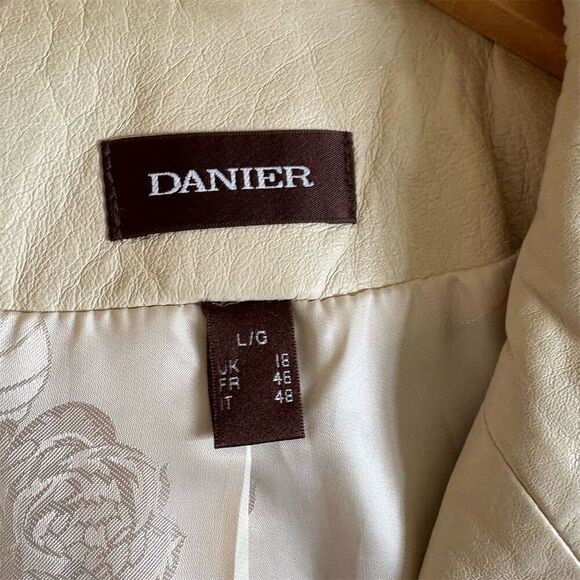 DANIER
L/G
UK 18
FR 46
IT 48